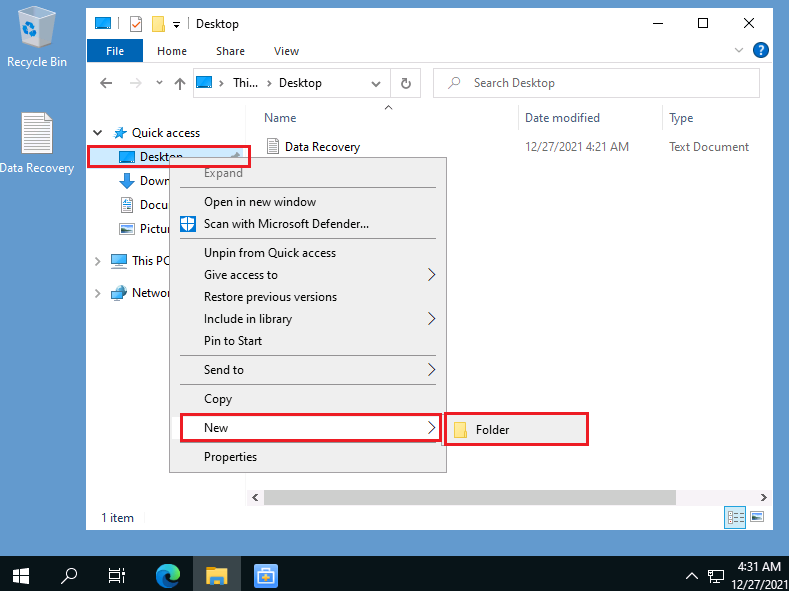 Recycle Bin
Data Recovery
Desktop
File
Home
Share
View
Thi...
Desktop
Search Desktop
Name
Date modified
Type
Data Recovery
12/27/2021 4:21 AM
Text Document
Quick access
Desktop
Down
Docu
Pictur
This PC
Networ
Expand
Open in new window
Scan with Microsoft Defender...
Unpin from Quick access
Give access to
Restore previous versions
Include in library
Pin to Start
Send to
Copy
New
Folder
Properties
1 item
4:31 AM
12/27/2021